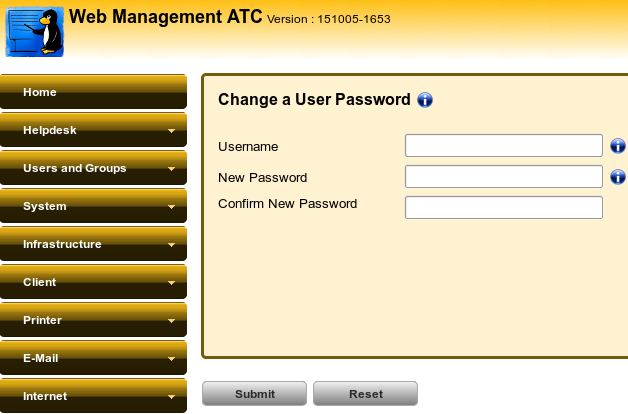 Web Management ATC Version : 151005-1653
Home
Helpdesk
Users and Groups
System
Infrastructure
Client
Printer
E-Mail
Internet
Change a User Password
Username
New Password
Confirm New Password
Submit Reset